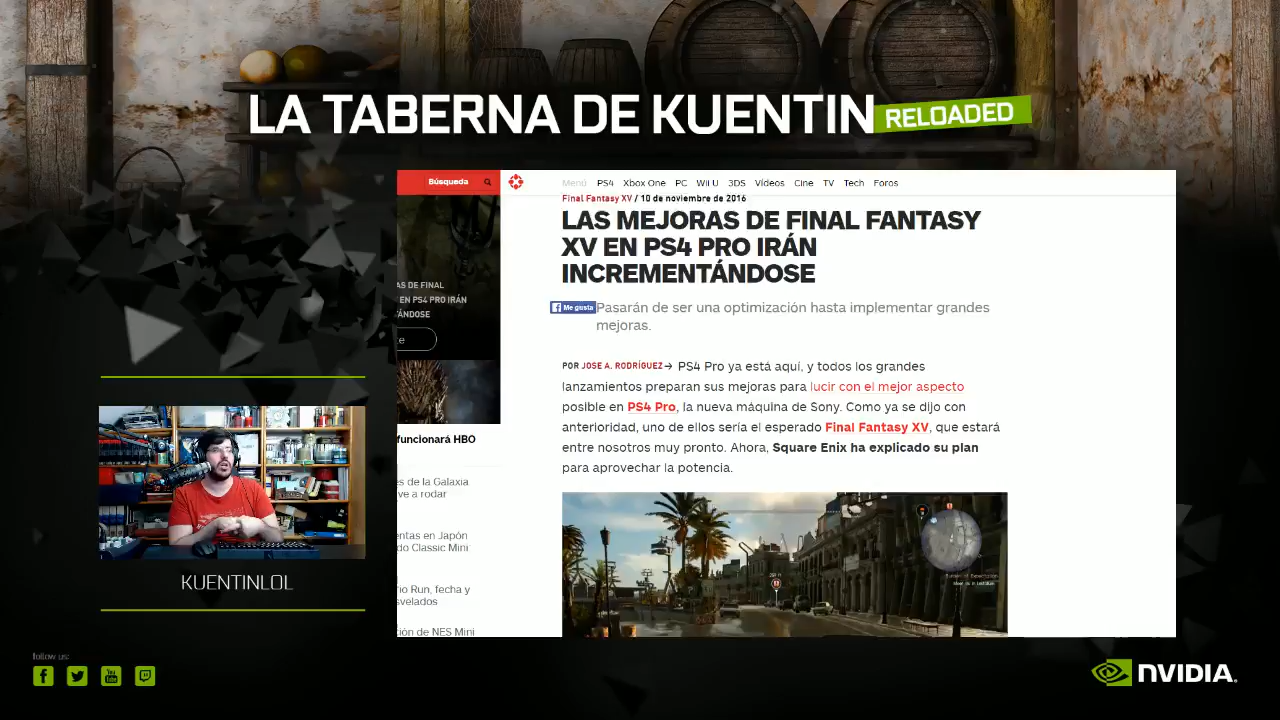 LA TABERNA DE KUENTIN RELOADED
Búsqueda
Menú PS4 Xbox One PC Wii U 3DS Vídeos Cine TV Tech Foros
Final Fantasy XV / 10 de noviembre de 2016
LAS MEJORAS DE FINAL FANTASY
XV EN PS4 PRO IRÁN
INCREMENTÁNDOSE
Me gusta
Pasarán de ser una optimización hasta implementar grandes
mejoras.
POR JOSE A. RODRÍGUEZ → PS4 Pro ya está aquí, y todos los grandes
lanzamientos preparan sus mejoras para lucir con el mejor aspecto
posible en PS4 Pro, la nueva máquina de Sony. Como ya se dijo con
anterioridad, uno de ellos sería el esperado Final Fantasy XV, que estará
entre nosotros muy pronto. Ahora, Square Enix ha explicado su plan
para aprovechar la potencia.
AS DE FINAL
EN PS4 PRO IRÁN
TÁNDOSE
te
funcionará HBO
es de la Galaxia
ve a rodar
entas en Japón
do Classic Mini
rio Run, fecha y
svelados
ción de NES Mini
KUENTINLOL
follow us:
NVIDIA.